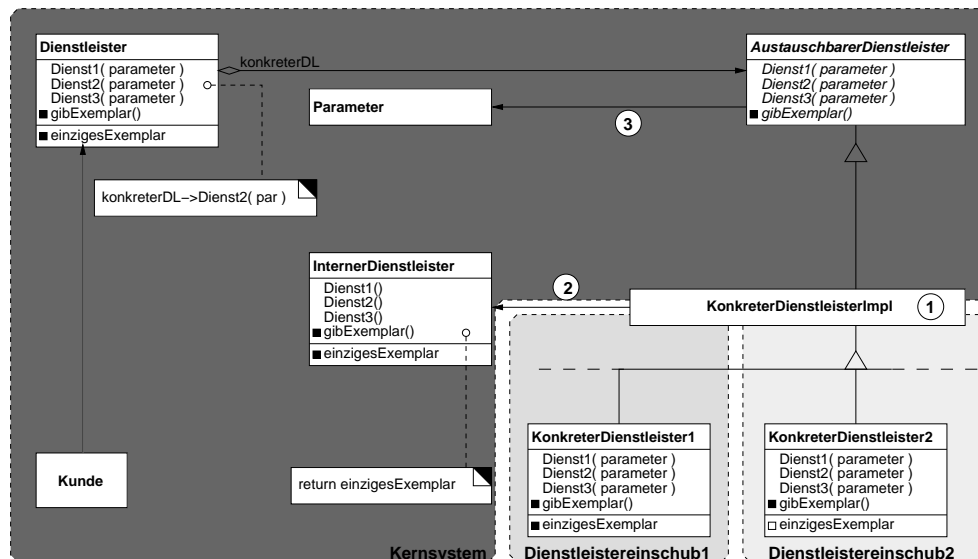 Dienstleister
Dienst1( parameter )
Dienst2( parameter )
Dienst3( parameter )
gibExemplar()
einzigesExemplar
konkreterDL
AustauschbarerDienstleister
Dienst1( parameter )
Dienst2( parameter )
Dienst3( parameter )
gibExemplar()
Parameter
3
konkreterDL−>Dienst2( par )
InternerDienstleister
Dienst1()
Dienst2()
Dienst3()
gibExemplar()
einzigesExemplar
2
KonkreterDienstleisterImpl
1
KonkreterDienstleister1
Dienst1( parameter )
Dienst2( parameter )
Dienst3( parameter )
gibExemplar()
einzigesExemplar
KonkreterDienstleister2
Dienst1( parameter )
Dienst2( parameter )
Dienst3( parameter )
gibExemplar()
einzigesExemplar
Kunde
return einzigesExemplar
Kernsystem
Dienstleistereinschub1
Dienstleistereinschub2